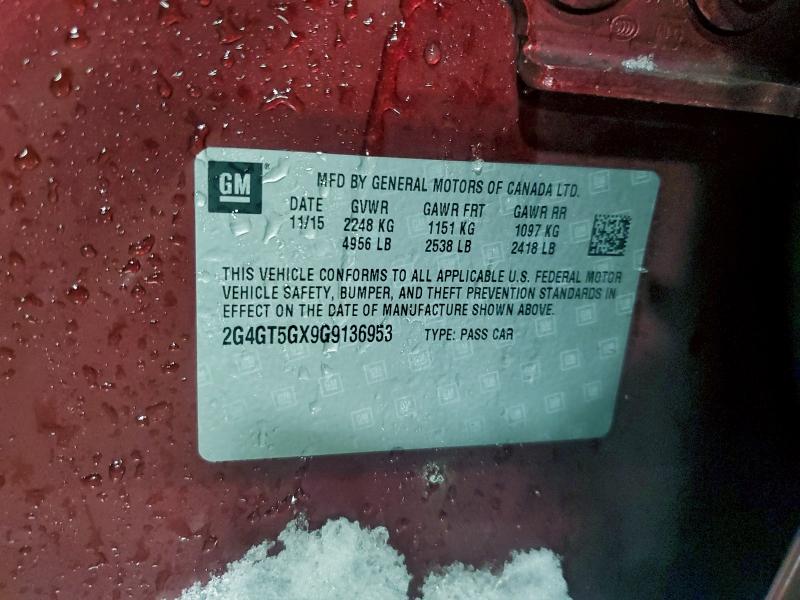 GM ®
MFD BY GENERAL MOTORS OF CANADA LTD.
DATE GVWR GAWR FRT GAWR RR
11/15 2248 KG 1151 KG 1097 KG
4956 LB 2538 LB 2418 LB
THIS VEHICLE CONFORMS TO ALL APPLICABLE U.S. FEDERAL MOTOR
VEHICLE SAFETY, BUMPER, AND THEFT PREVENTION STANDARDS IN
EFFECT ON THE DATE OF MANUFACTURE SHOWN ABOVE.
2G4GT5GX9G9136953 TYPE: PASS CAR